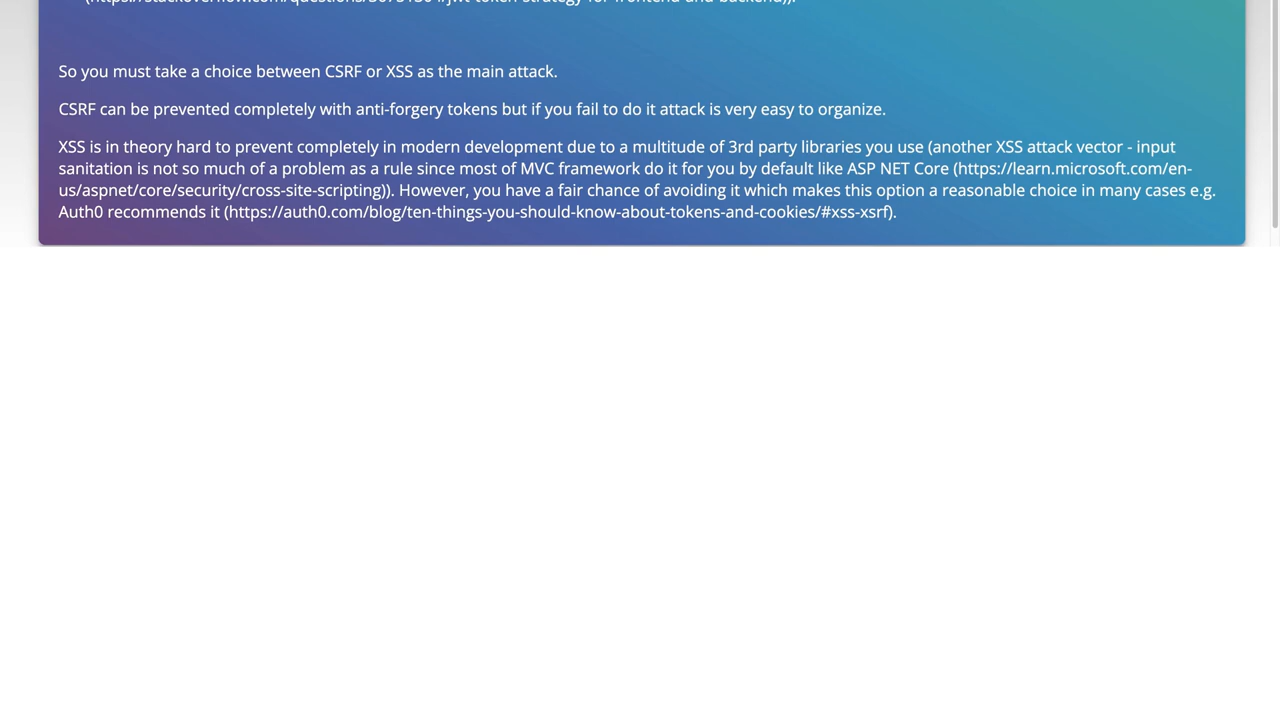 So you must take a choice between CSRF or XSS as the main attack.
CSRF can be prevented completely with anti-forgery tokens but if you fail to do it attack is very easy to organize.
XSS is in theory hard to prevent completely in modern development due to a multitude of 3rd party libraries you use (another XSS attack vector - input
sanitation is not so much of a problem as a rule since most of MVC framework do it for you by default like ASP NET Core (https://learn.microsoft.com/en-
us/aspnet/core/security/cross-site-scripting)). However, you have a fair chance of avoiding it which makes this option a reasonable choice in many cases e.g.
Auth0 recommends it (https://auth0.com/blog/ten-things-you-should-know-about-tokens-and-cookies/#xss-xsrf).